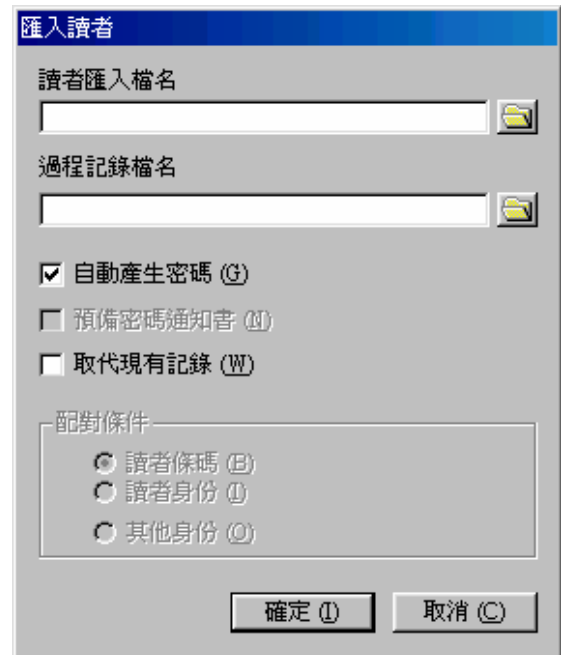 匯入讀者
讀者匯入檔名
過程記錄檔名
自動產生密碼 (G)
預備密碼通知書 (N)
取代現有記錄 (W)
配對條件
讀者條碼 (B)
讀者身份 (I)
其他身份 (O)
確定 (I) 取消 (C)